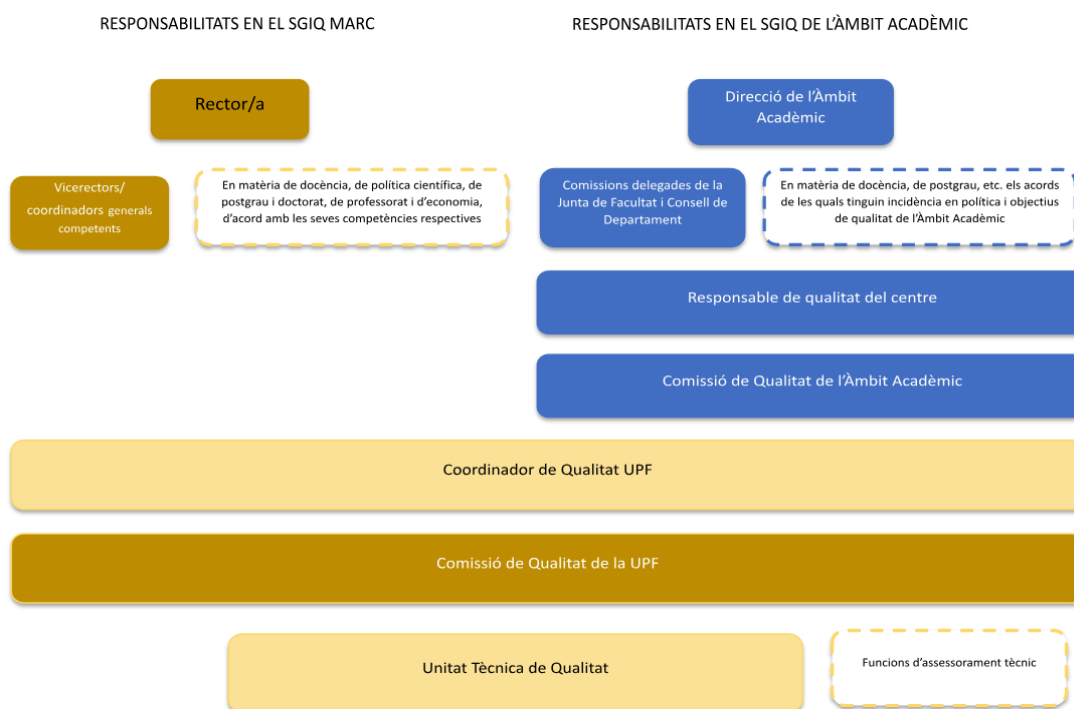 RESPONSABILITATS EN EL SGIQ MARC
RESPONSABILITATS EN EL SGIQ DE L'ÀMBIT ACADÈMIC
Rector/a
Direcció de l'Àmbit
Acadèmic
Vicerectors/
coordinadors generals
competents
En matèria de docència, de política científica, de
postgrau i doctorat, de professorat i d'economia,
d'acord amb les seves competències respectives
Comissions delegades de la
Junta de Facultat i Consell de
Departament
En matèria de docència, de postgrau, etc. els acords
de les quals tinguin incidència en política i objectius
de qualitat de l'Àmbit Acadèmic
Responsable de qualitat del centre
Comissió de Qualitat de l'Àmbit Acadèmic
Coordinador de Qualitat UPF
Comissió de Qualitat de la UPF
Unitat Tècnica de Qualitat
Funcions d'assessorament tècnic